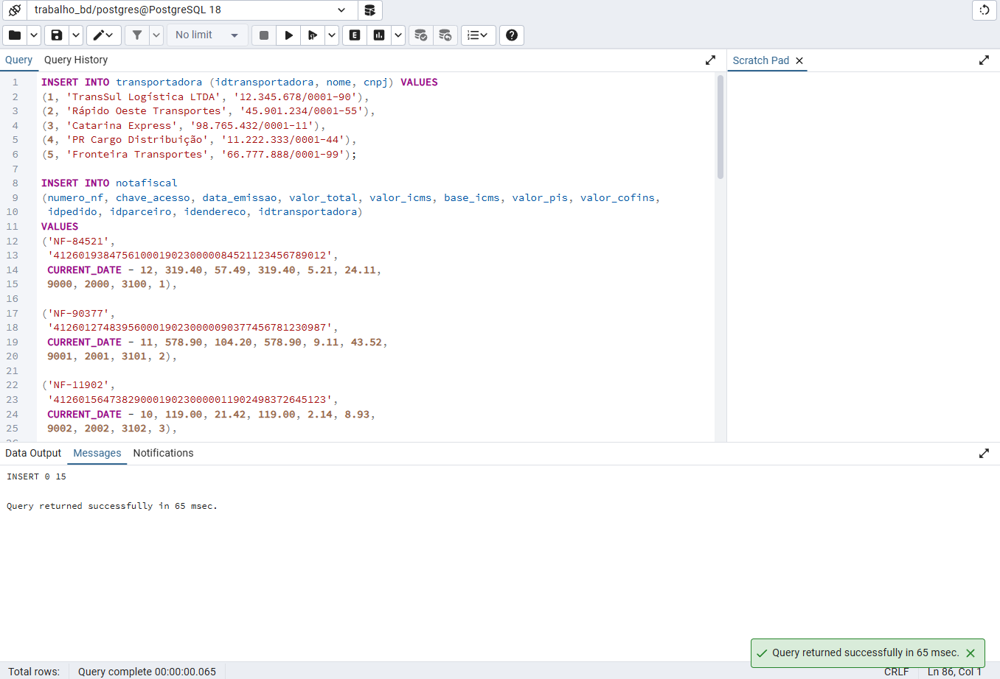 trabalho_bd/postgres@PostgreSQL 18
No limit
Query Query History
Scratch Pad
1 INSERT INTO transportadora (idtransportadora, nome, cnpj) VALUES
2 (1, 'TransSul Logística LTDA', '12.345.678/0001-90'),
3 (2, 'Rápido Oeste Transportes', '45.901.234/0001-55'),
4 (3, 'Catarina Express', '98.765.432/0001-11'),
5 (4, 'PR Cargo Distribuição', '11.222.333/0001-44'),
6 (5, 'Fronteira Transportes', '66.777.888/0001-99');
7
8 INSERT INTO notafiscal
9 (numero_nf, chave_acesso, data_emissao, valor_total, valor_icms, base_icms, valor_pis, valor_cofins,
10 idpedido, idparceiro, idendereco, idtransportadora)
11 VALUES
12 ('NF-84521',
13 '41260193847561000190230000084521123456789012',
14 CURRENT_DATE - 12, 319.40, 57.49, 319.40, 5.21, 24.11,
15 9000, 2000, 3100, 1),
16
17 ('NF-90377',
18 '41260127483956000190230000090377456781230987',
19 CURRENT_DATE - 11, 578.90, 104.20, 578.90, 9.11, 43.52,
20 9001, 2001, 3101, 2),
21
22 ('NF-11902',
23 '41260156473829000190230000011902498372645123',
24 CURRENT_DATE - 10, 119.00, 21.42, 119.00, 2.14, 8.93,
25 9002, 2002, 3102, 3),
Data Output Messages Notifications
INSERT 0 15
Query returned successfully in 65 msec.
Query returned successfully in 65 msec.
Total rows: Query complete 00:00:00.065 CRLF Ln 86, Col 1